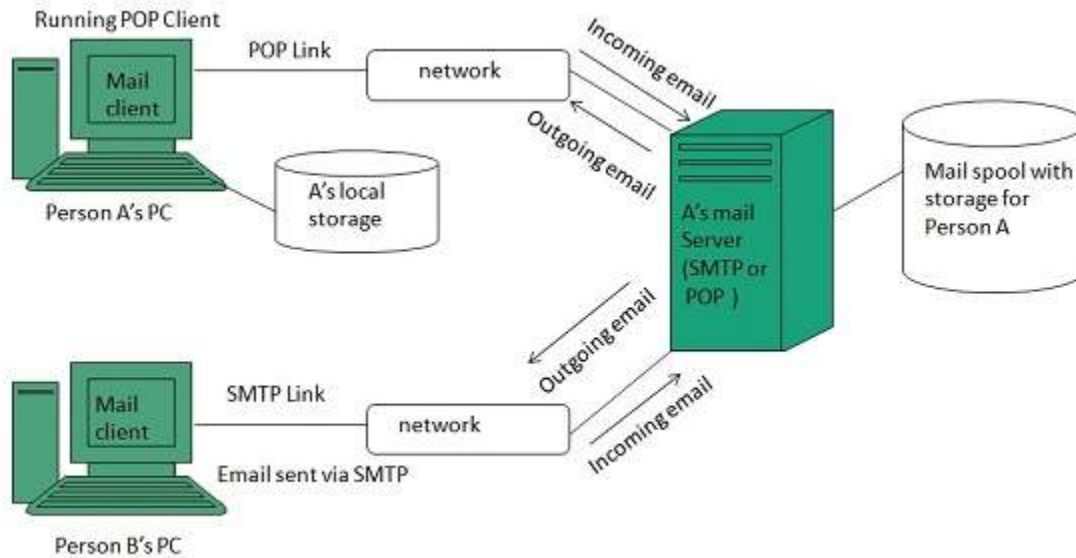 Running POP Client
Mail
client
POP Link
network
Incoming email
Outgoing email
A's local
storage
Person A's PC
A's mail
Server
(SMTP or
POP )
Mail spool with
storage for
Person A
Outgoing email
Incoming email
Mail
client
SMTP Link
network
Email sent via SMTP
Person B's PC